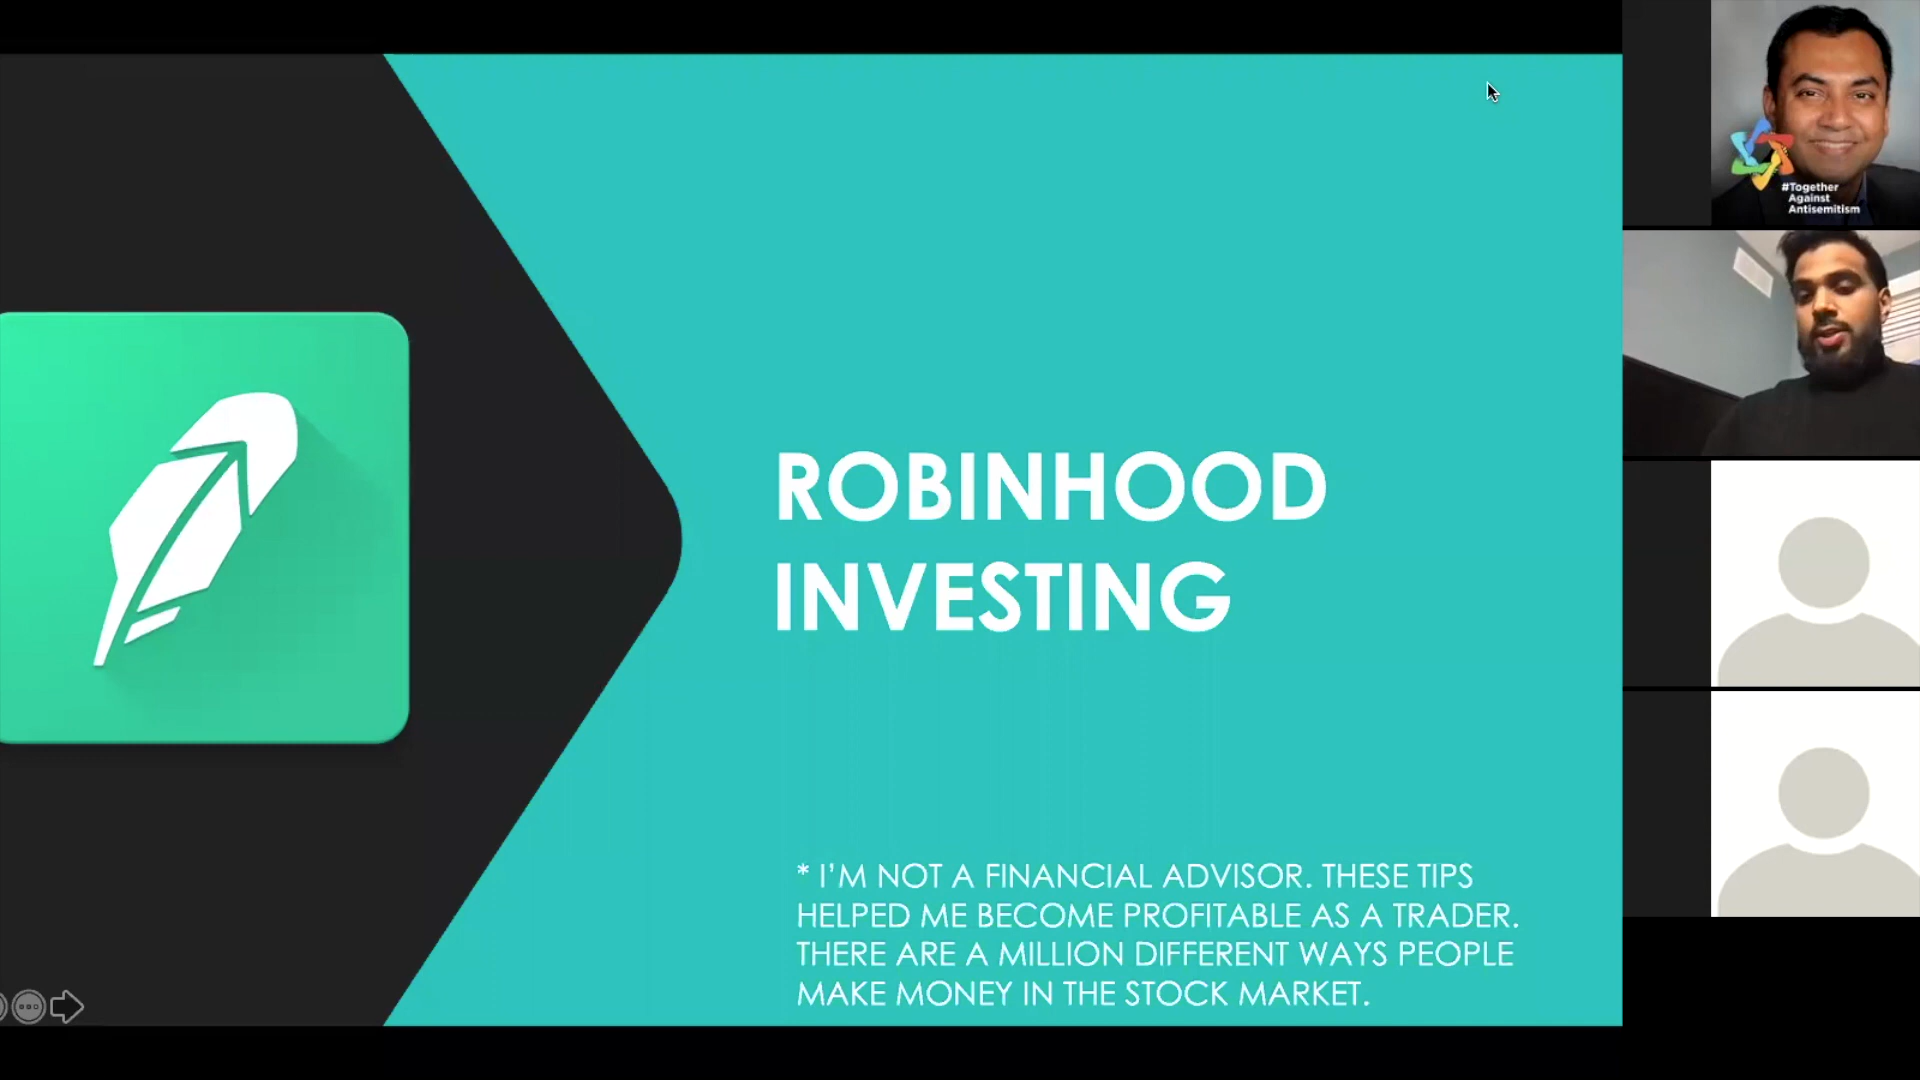 ROBINHOOD
INVESTING
* I’M NOT A FINANCIAL ADVISOR. THESE TIPS
HELPED ME BECOME PROFITABLE AS A TRADER.
THERE ARE A MILLION DIFFERENT WAYS PEOPLE
MAKE MONEY IN THE STOCK MARKET.
#Together
Against
Antisemitism